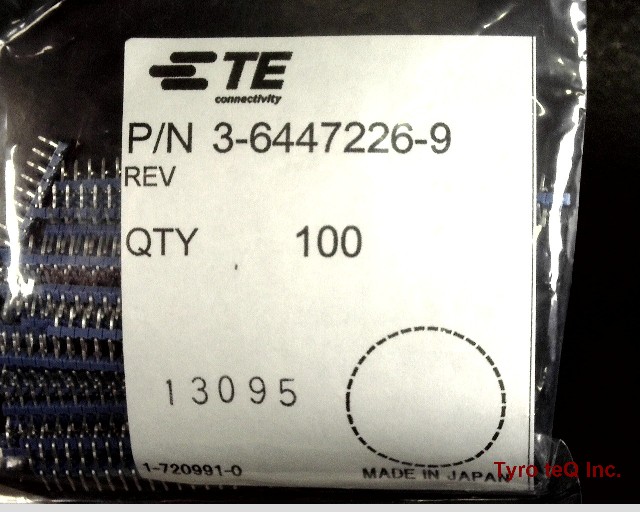 TE
connectivity
P/N 3-6447226-9
REV
QTY 100
13095
1-720991-0 MADE IN JAPAN
Tyro teQ Inc.